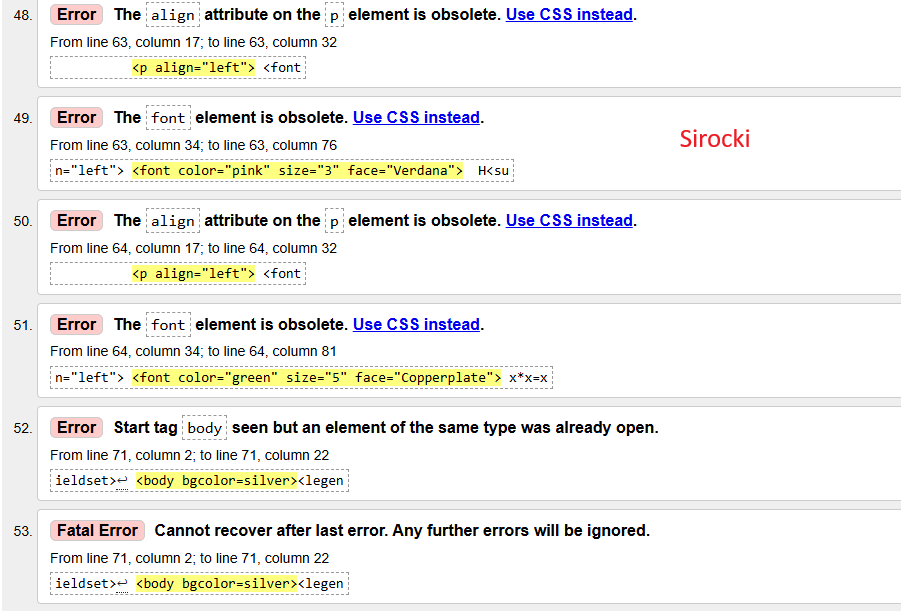 48. Error The align attribute on the p element is obsolete. Use CSS instead.
From line 63, column 17; to line 63, column 32
<p align="left"> <font
49. Error The font element is obsolete. Use CSS instead.
Sirocki
From line 63, column 34; to line 63, column 76
n="left"> <font color="pink" size="3" face="Verdana">  H<su
50. Error The align attribute on the p element is obsolete. Use CSS instead.
From line 64, column 17; to line 64, column 32
<p align="left"> <font
51. Error The font element is obsolete. Use CSS instead.
From line 64, column 34; to line 64, column 81
n="left"> <font color="green" size="5" face="Copperplate"> x*x=x
52. Error Start tag body seen but an element of the same type was already open.
From line 71, column 2; to line 71, column 22
ieldset>↩ <body bgcolor=silver><legen
53. Fatal Error Cannot recover after last error. Any further errors will be ignored.
From line 71, column 2; to line 71, column 22
ieldset>↩ <body bgcolor=silver><legen